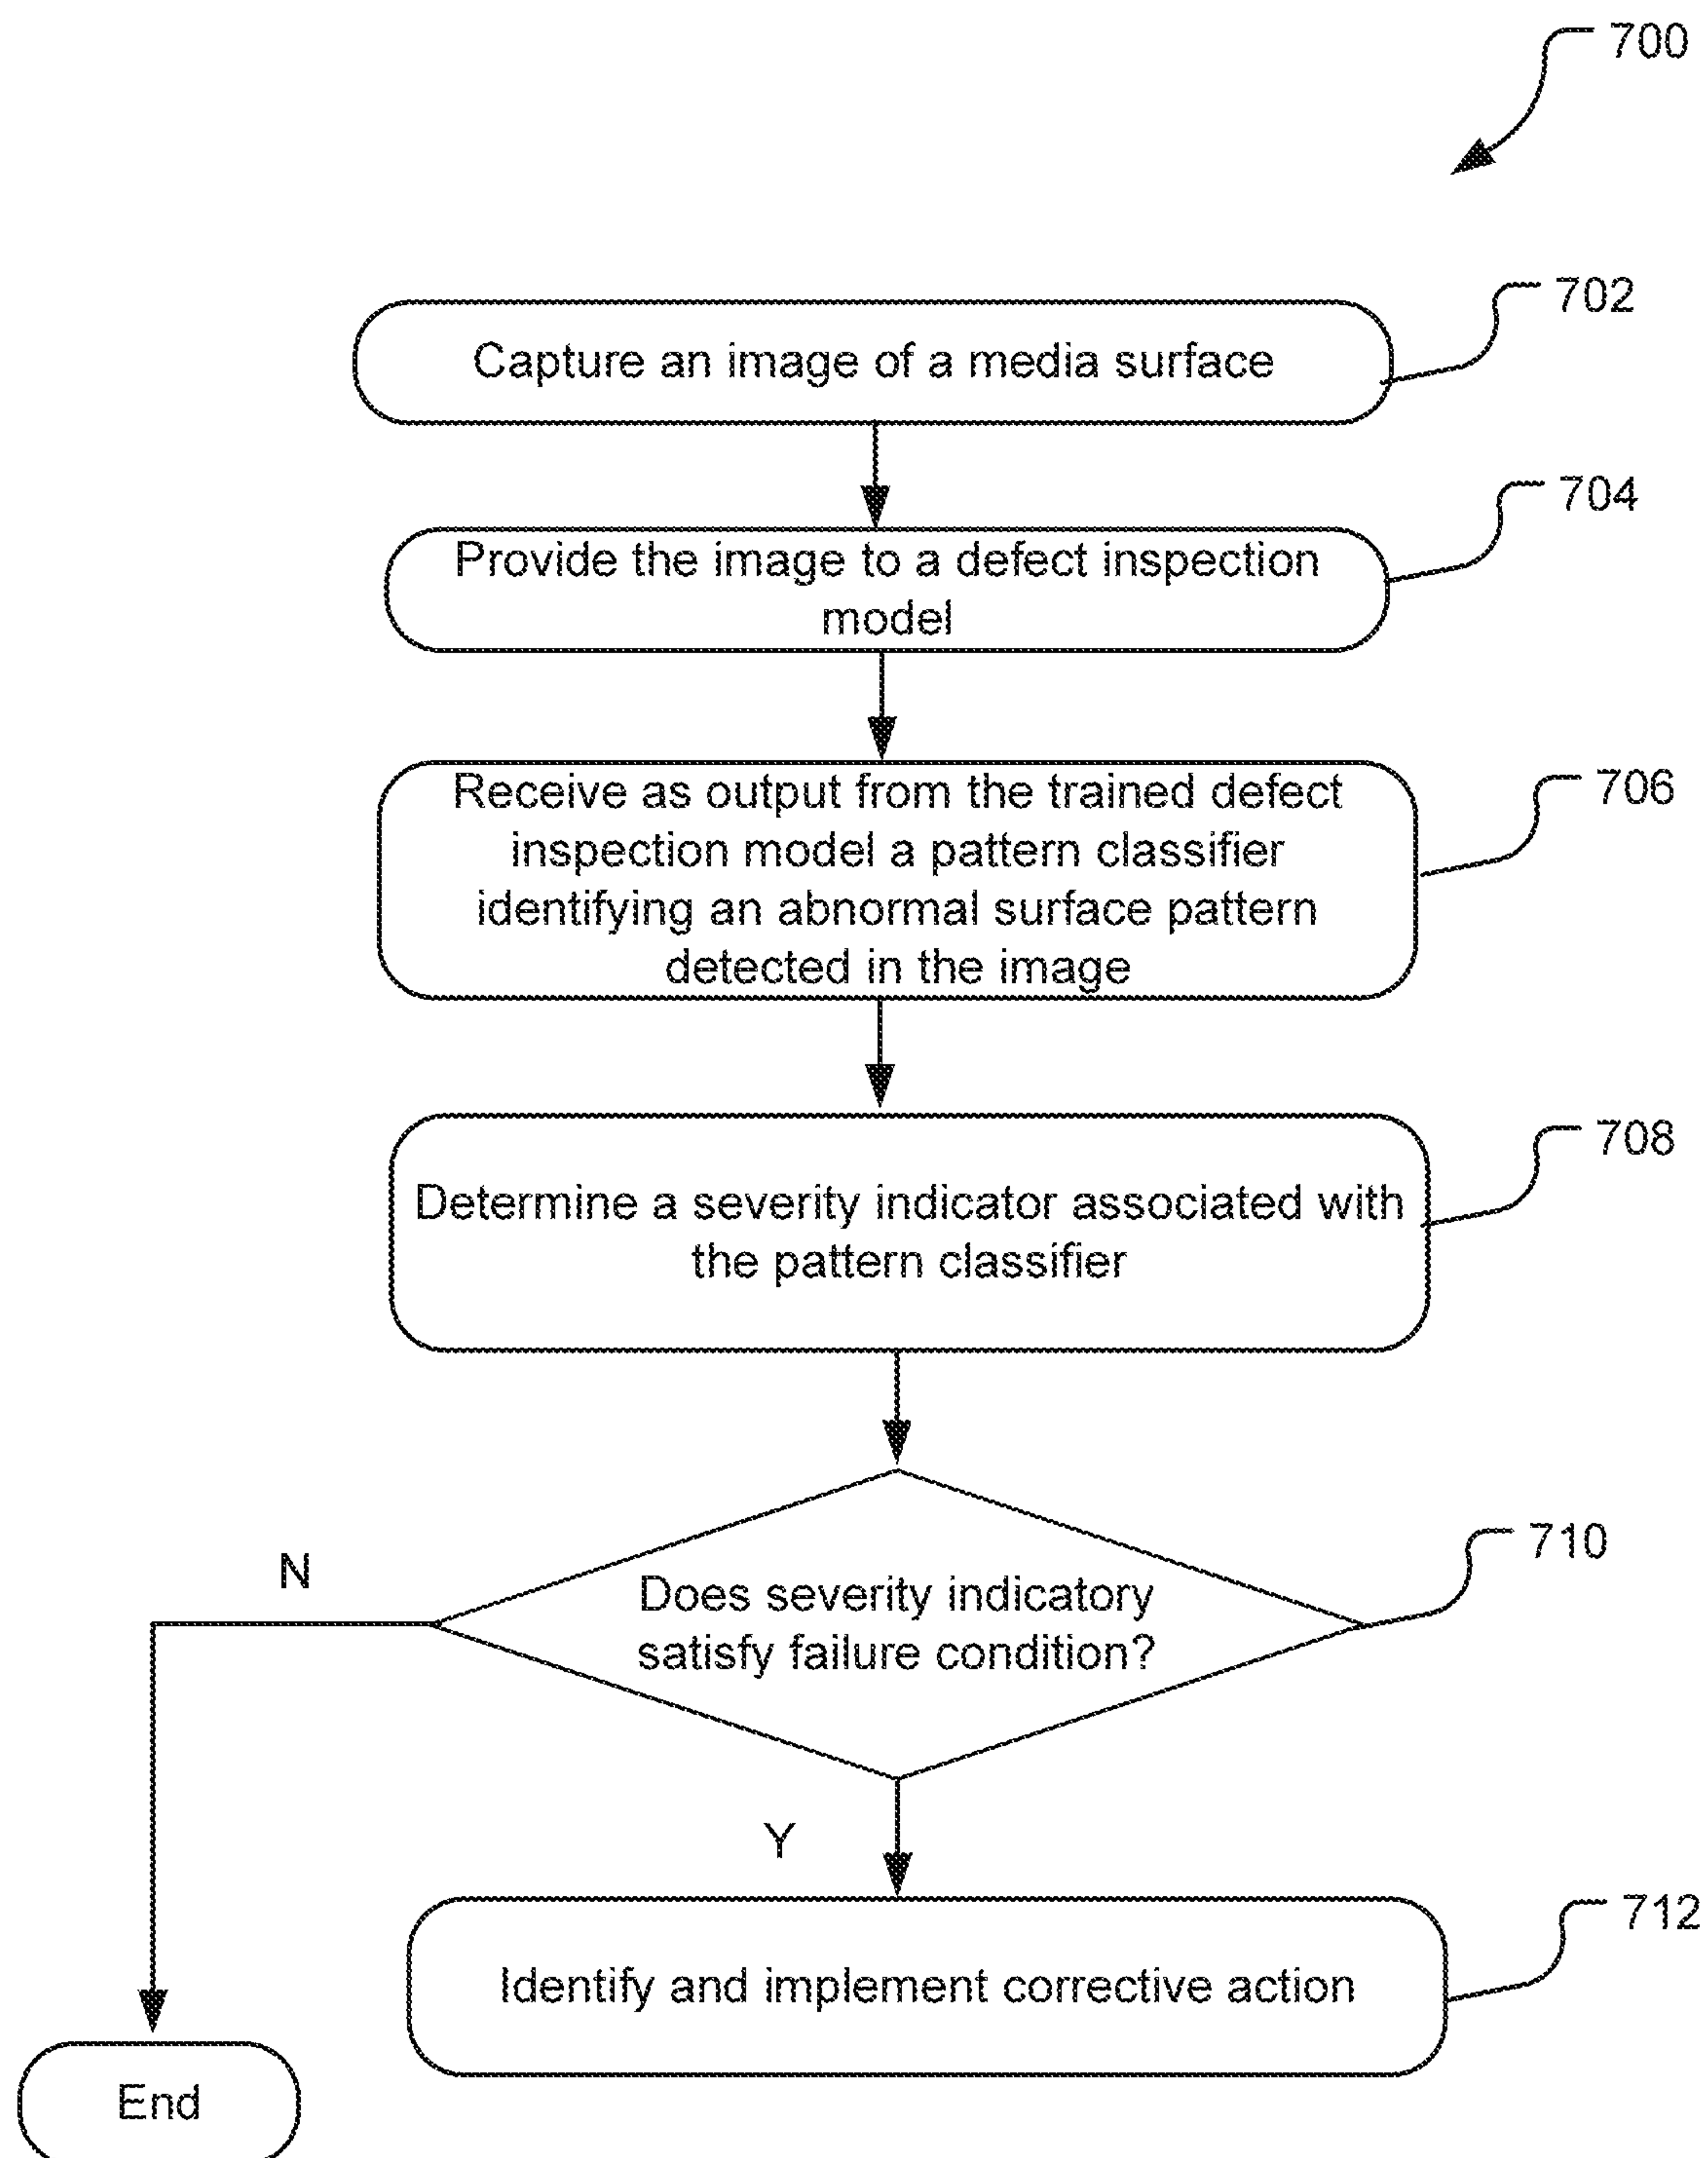 700
Capture an image of a media surface
702
Provide the image to a defect inspection
model
704
Receive as output from the trained defect
inspection model a pattern classifier
identifying an abnormal surface pattern
detected in the image
706
Determine a severity indicator associated with
the pattern classifier
708
Does severity indicatory
satisfy failure condition?
710
N
Y
Identify and implement corrective action
712
End